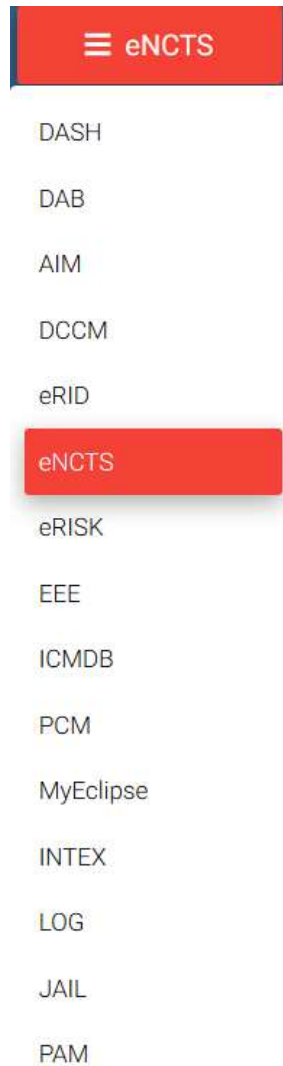 eNCTS
DASH
DAB
AIM
DCCM
eRID
eNCTS
eRISK
EEE
ICMDB
PCM
MyEclipse
INTEX
LOG
JAIL
PAM